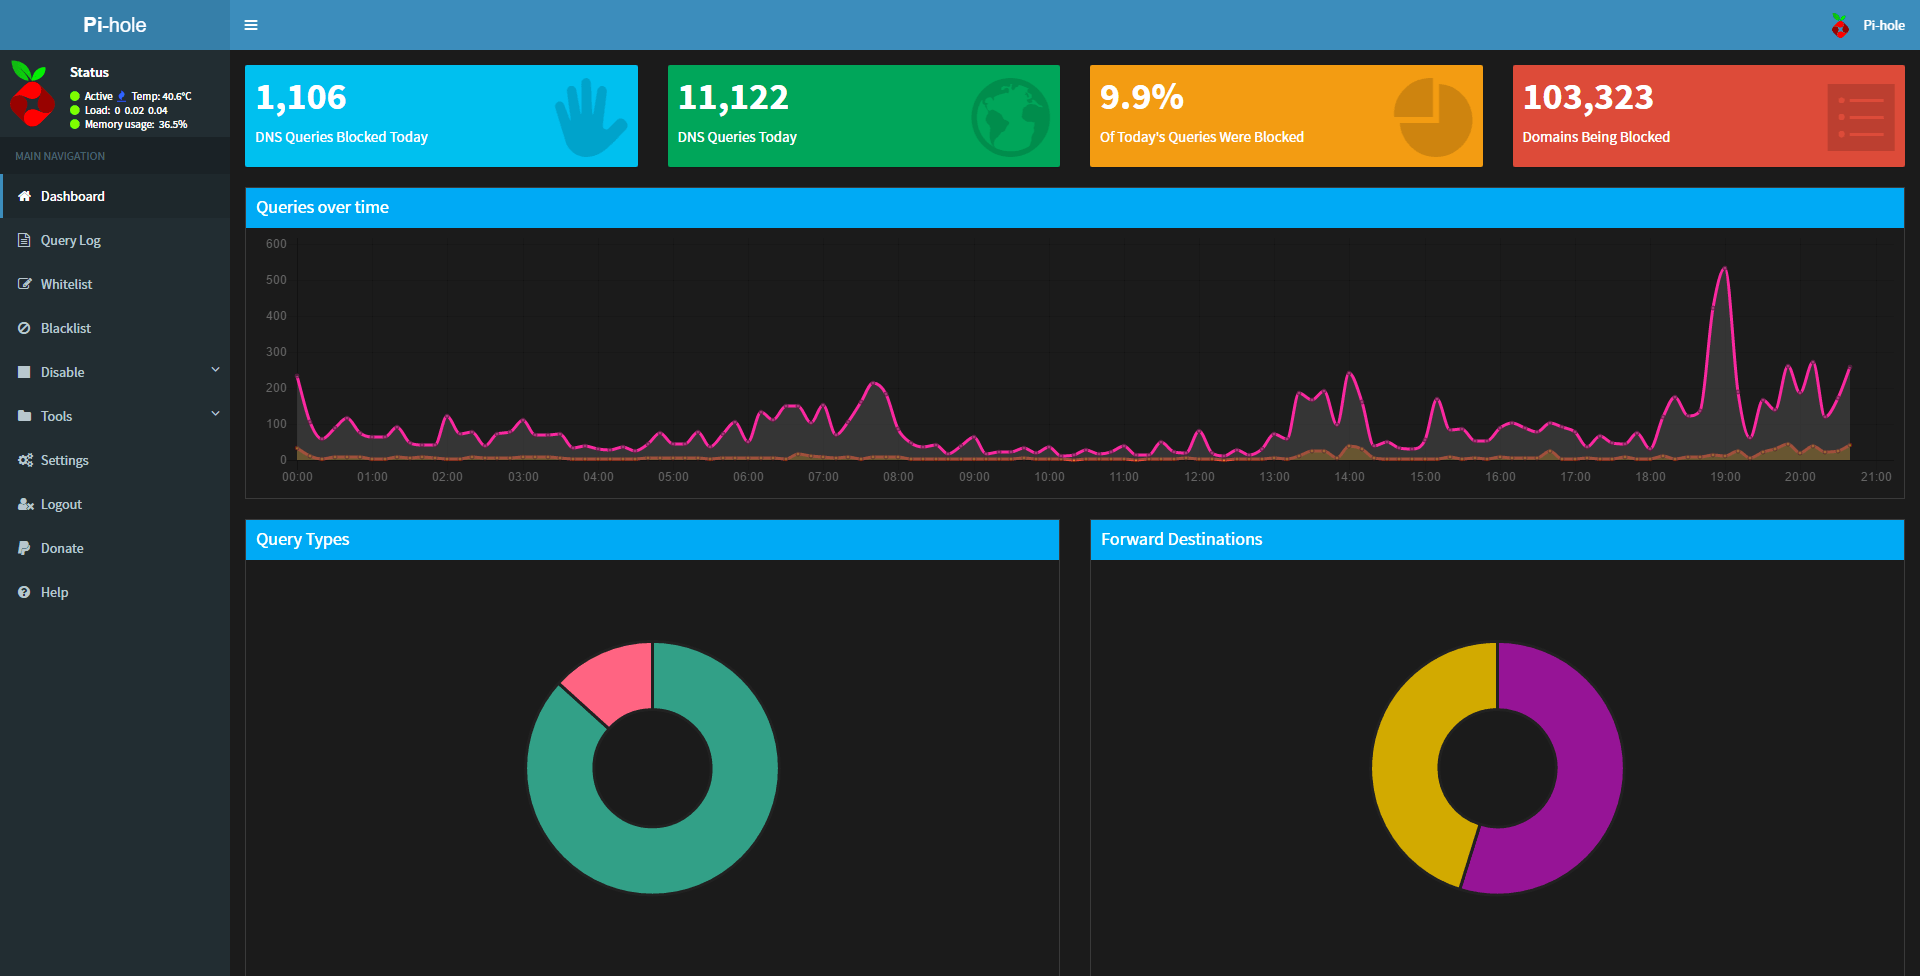 Pi-hole
Pi-hole
Status
Active Temp: 40.6°C
Load: 0 0.02 0.04
Memory usage: 36.5%
MAIN NAVIGATION
Dashboard
Query Log
Whitelist
Blacklist
Disable
Tools
Settings
Logout
Donate
Help
1,106
DNS Queries Blocked Today
11,122
DNS Queries Today
9.9%
Of Today's Queries Were Blocked
103,323
Domains Being Blocked
Queries over time
600
500
400
300
200
100
0
00:00 01:00 02:00 03:00 04:00 05:00 06:00 07:00 08:00 09:00 10:00 11:00 12:00 13:00 14:00 15:00 16:00 17:00 18:00 19:00 20:00 21:00
Query Types
Forward Destinations